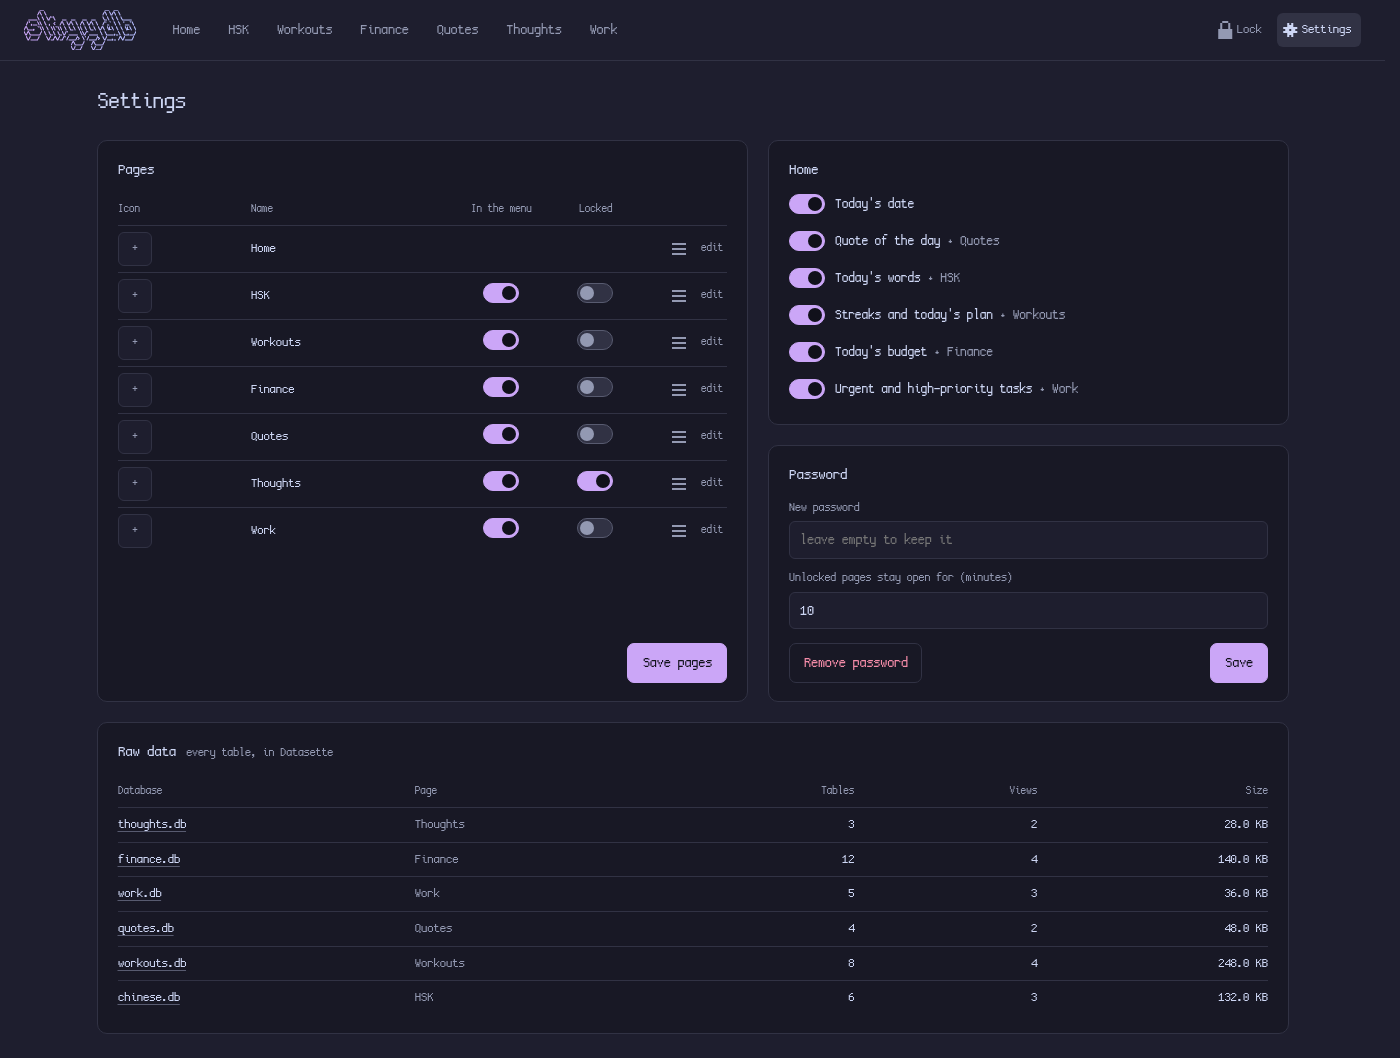 slugydb
Home HSK Workouts Finance Quotes Thoughts Work Lock Settings
Settings
Pages
Icon Name In the menu Locked
+ Home edit
+ HSK edit
+ Workouts edit
+ Finance edit
+ Quotes edit
+ Thoughts edit
+ Work edit
Save pages
Home
Today's date
Quote of the day · Quotes
Today's words · HSK
Streaks and today's plan · Workouts
Today's budget · Finance
Urgent and high-priority tasks · Work
Password
New password
leave empty to keep it
Unlocked pages stay open for (minutes)
10
Remove password Save
Raw data every table, in Datasette
Database Page Tables Views Size
thoughts.db Thoughts 3 2 28.0 KB
finance.db Finance 12 4 140.0 KB
work.db Work 5 3 36.0 KB
quotes.db Quotes 4 2 48.0 KB
workouts.db Workouts 8 4 248.0 KB
chinese.db HSK 6 3 132.0 KB